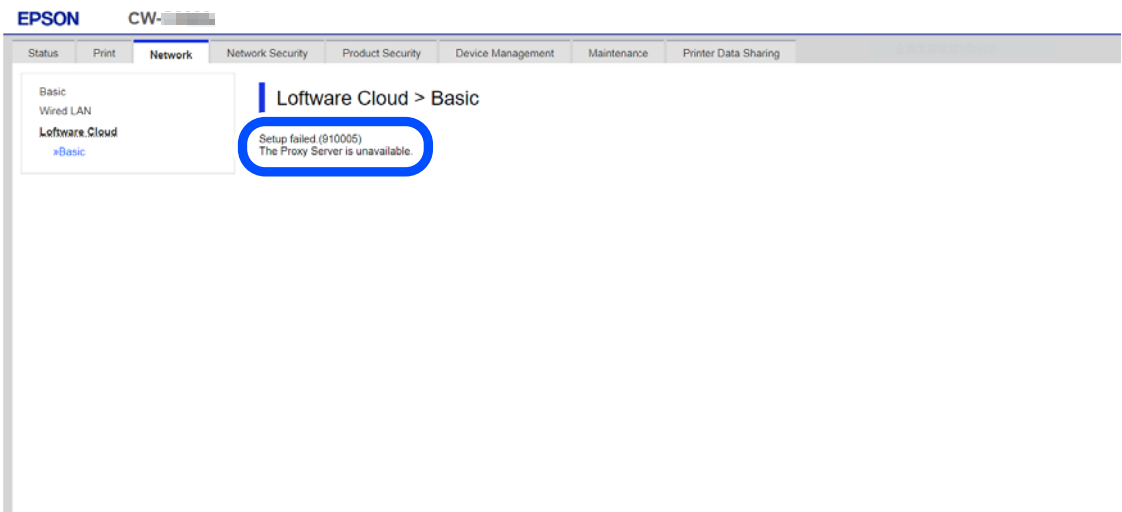 EPSON CW-
Status Print Network Network Security Product Security Device Management Maintenance Printer Data Sharing
Basic
Wired LAN
Loftware Cloud
»Basic
Loftware Cloud > Basic
Setup failed (910005)
The Proxy Server is unavailable.